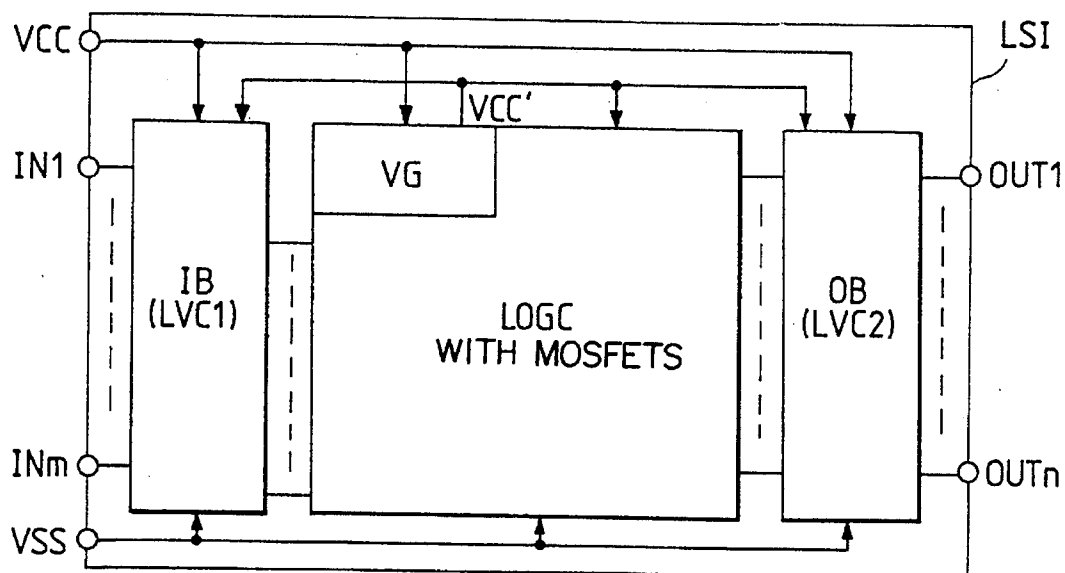 VCC
LSI
VCC'
IN1
VG
OUT1
IB
(LVC1)
OB
(LVC2)
LOGC
WITH MOSFETS
INm
OUTn
VSS